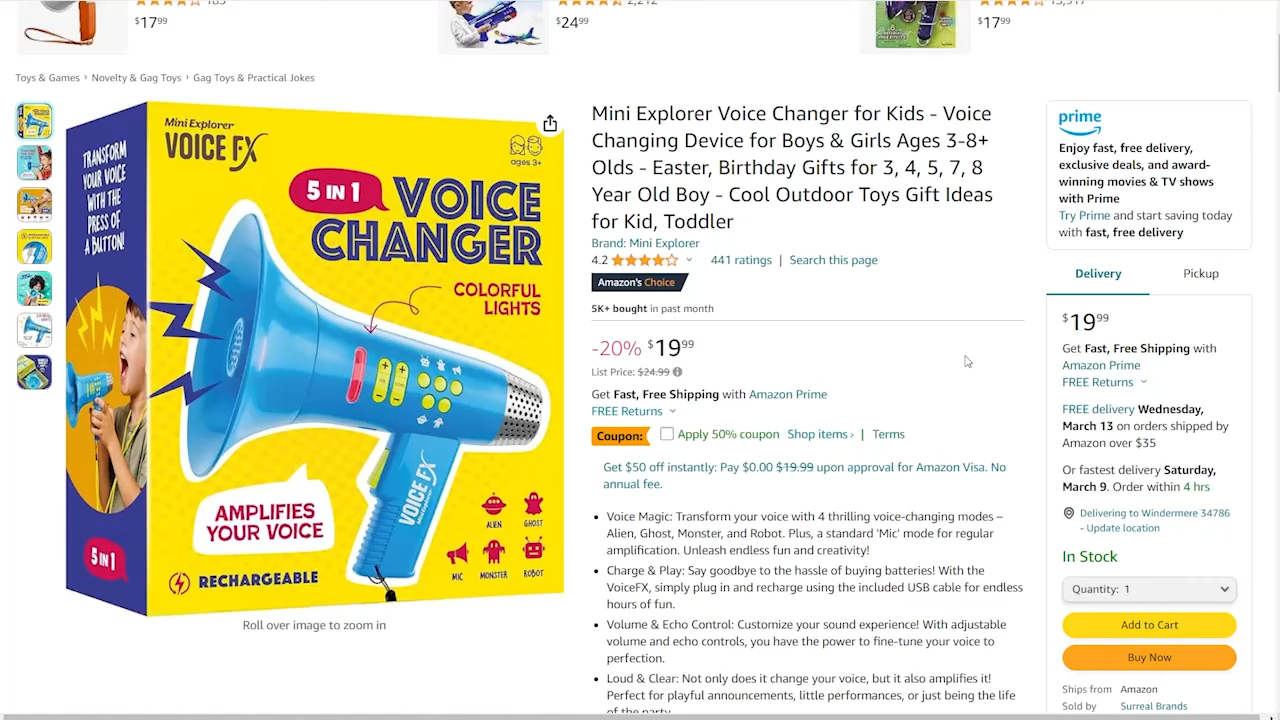 185
2,212
13,917
$17.99
$24.99
$17.99
Toys & Games › Novelty & Gag Toys › Gag Toys & Practical Jokes
Mini Explorer
VOICE FX
ages 3+
TRANSFORM
YOUR VOICE
WITH THE
PRESS OF
A BUTTON!
5 IN 1
VOICE
CHANGER
COLORFUL
LIGHTS
VOICE FX
AMPLIFIES
YOUR VOICE
ALIEN
GHOST
MIC
MONSTER
ROBOT
5 IN 1
RECHARGEABLE
Roll over image to zoom in
Mini Explorer Voice Changer for Kids - Voice
Changing Device for Boys & Girls Ages 3-8+
Olds - Easter, Birthday Gifts for 3, 4, 5, 7, 8
Year Old Boy - Cool Outdoor Toys Gift Ideas
for Kid, Toddler
Brand: Mini Explorer
4.2 441 ratings | Search this page
Amazon's Choice
5K+ bought in past month
-20% $19.99
List Price: $24.99
Get Fast, Free Shipping with Amazon Prime
FREE Returns
Coupon: Apply 50% coupon Shop items › | Terms
Get $50 off instantly: Pay $0.00 $19.99 upon approval for Amazon Visa. No
annual fee.
• Voice Magic: Transform your voice with 4 thrilling voice-changing modes –
Alien, Ghost, Monster, and Robot. Plus, a standard 'Mic' mode for regular
amplification. Unleash endless fun and creativity!
• Charge & Play: Say goodbye to the hassle of buying batteries! With the
VoiceFX, simply plug in and recharge using the included USB cable for endless
hours of fun.
• Volume & Echo Control: Customize your sound experience! With adjustable
volume and echo controls, you have the power to fine-tune your voice to
perfection.
• Loud & Clear: Not only does it change your voice, but it also amplifies it!
Perfect for playful announcements, little performances, or just being the life
of the party.
prime
Enjoy fast, free delivery,
exclusive deals, and award-
winning movies & TV shows
with Prime
Try Prime and start saving today
with fast, free delivery
Delivery Pickup
$19.99
Get Fast, Free Shipping with
Amazon Prime
FREE Returns
FREE delivery Wednesday,
March 13 on orders shipped by
Amazon over $35
Or fastest delivery Saturday,
March 9. Order within 4 hrs
Delivering to Windermere 34786
- Update location
In Stock
Quantity: 1
Add to Cart
Buy Now
Ships from Amazon
Sold by Surreal Brands